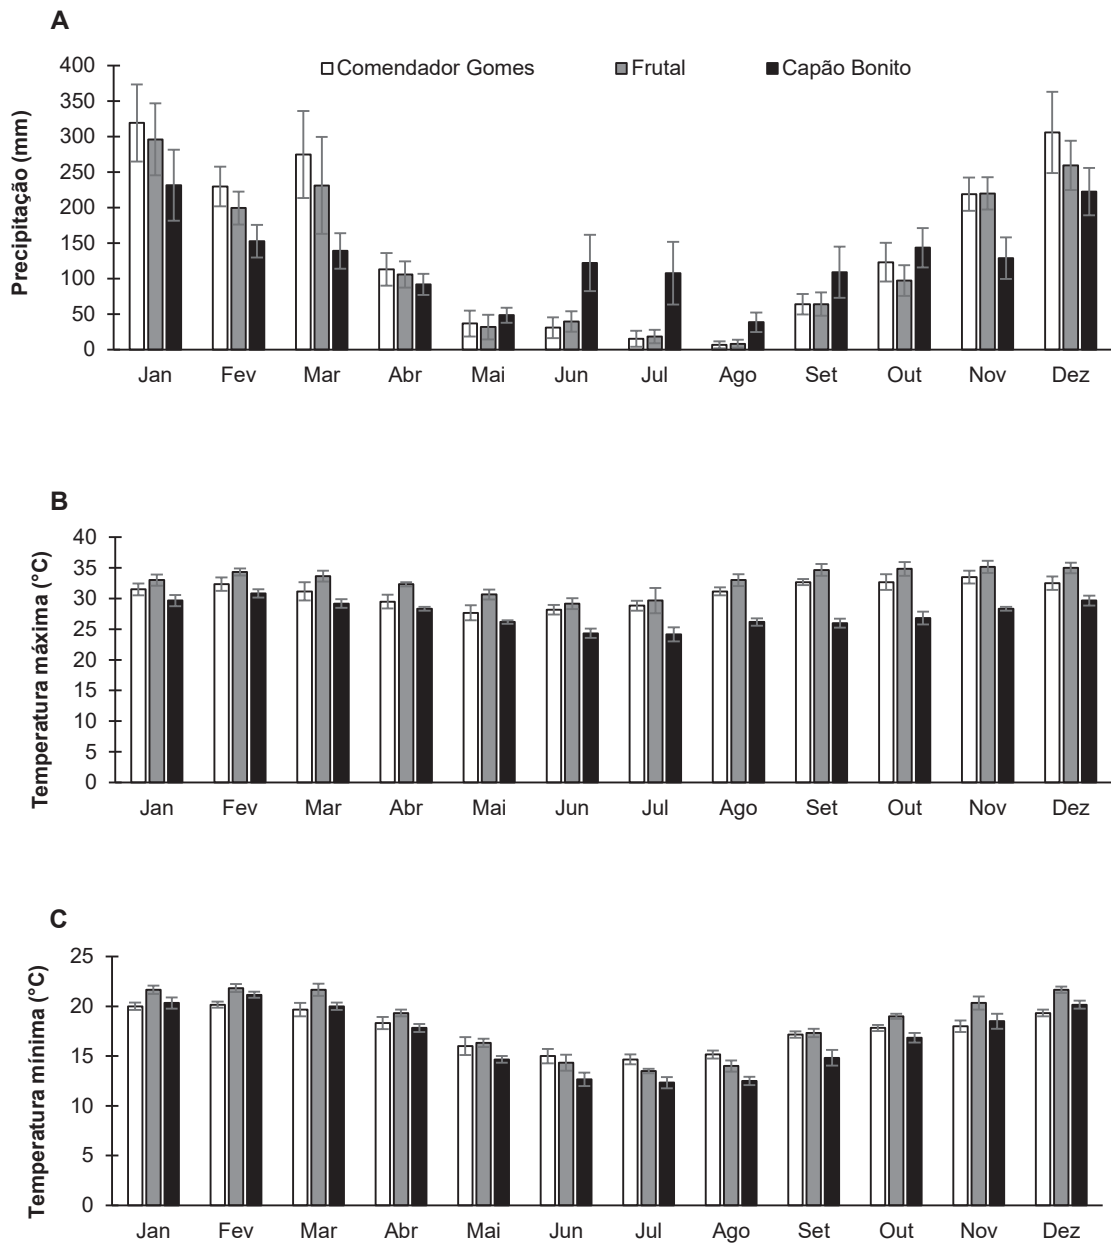 A
Comendador Gomes Frutal Capão Bonito
Precipitação (mm)
400
350
300
250
200
150
100
50
0
Jan Fev Mar Abr Mai Jun Jul Ago Set Out Nov Dez
B
Temperatura máxima (°C)
40
35
30
25
20
15
10
5
0
Jan Fev Mar Abr Mai Jun Jul Ago Set Out Nov Dez
C
Temperatura mínima (°C)
25
20
15
10
5
0
Jan Fev Mar Abr Mai Jun Jul Ago Set Out Nov Dez